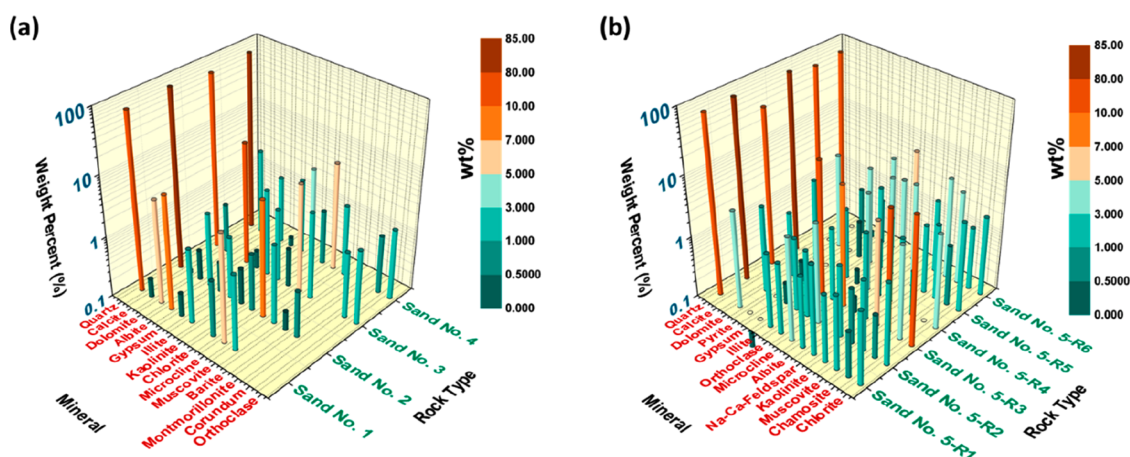 (a)
100
10
1
0.1
Weight Percent (%)
Quartz
Calcite
Dolomite
Albite
Gypsum
Illite
Kaolinite
Chlorite
Microcline
Muscovite
Barite
Montmorillonite
Corundum
Orthoclase
Mineral
Sand No. 1
Sand No. 2
Sand No. 3
Sand No. 4
Rock Type
85.00
80.00
10.00
7.000
5.000
3.000
1.000
0.5000
0.000
wt%
(b)
100
10
1
0.1
Weight Percent (%)
Quartz
Calcite
Dolomite
Pyrite
Gypsum
Illite
Orthoclase
Microcline
Albite
Na-Ca-Feldspar
Kaolinite
Muscovite
Chamosite
Chlorite
Mineral
Sand No. 5-R1
Sand No. 5-R2
Sand No. 5-R3
Sand No. 5-R4
Sand No. 5-R5
Sand No. 5-R6
Rock Type
85.00
80.00
10.00
7.000
5.000
3.000
1.000
0.5000
0.000
wt%